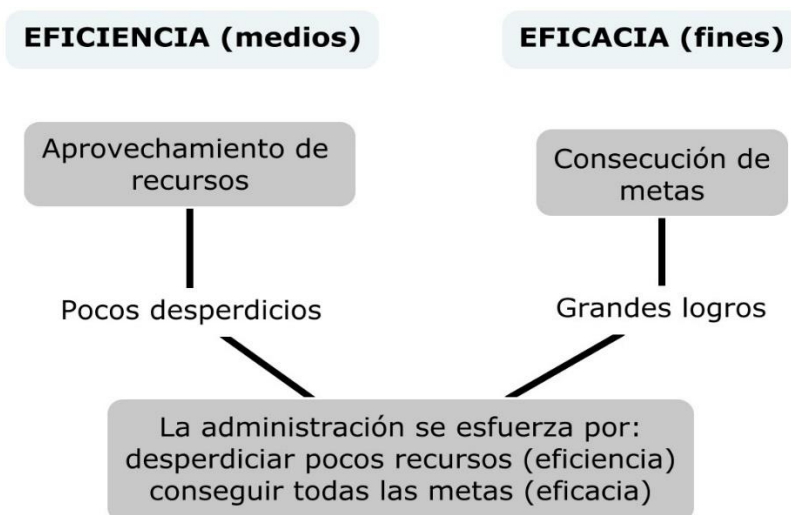 EFICIENCIA (medios)
EFICACIA (fines)
Aprovechamiento de
recursos
Consecución de
metas
Pocos desperdicios
Grandes logros
La administración se esfuerza por:
desperdiciar pocos recursos (eficiencia)
conseguir todas las metas (eficacia)